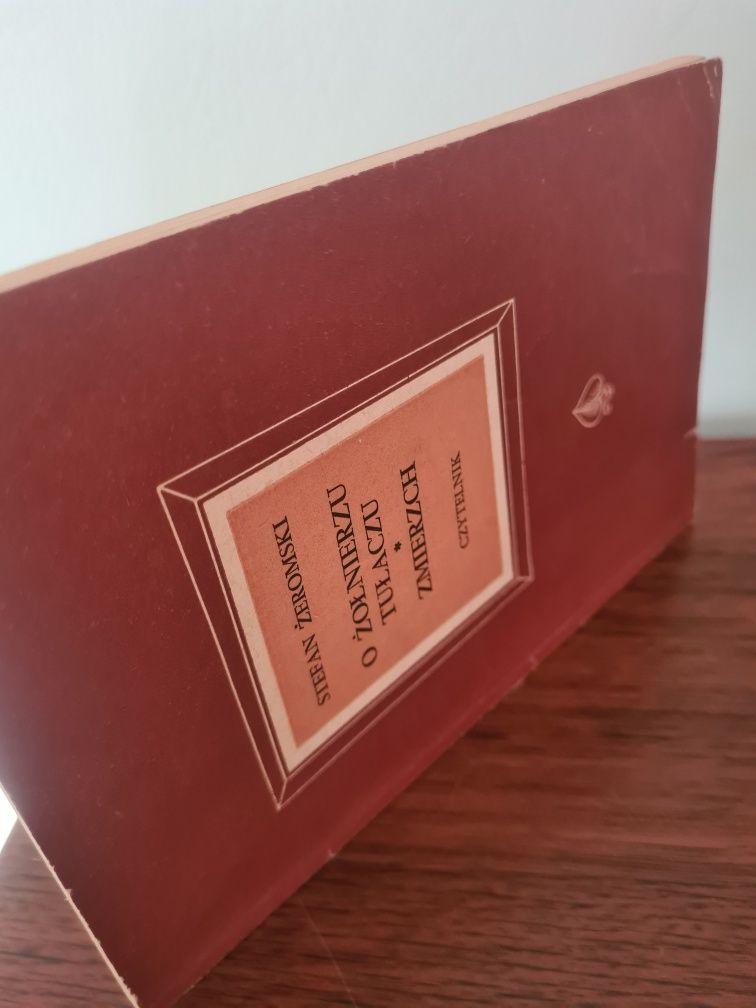 STEFAN ŻEROMSKI
O ŻOŁNIERZU
TUŁACZU
*
ZMIERZCH
CZYTELNIK